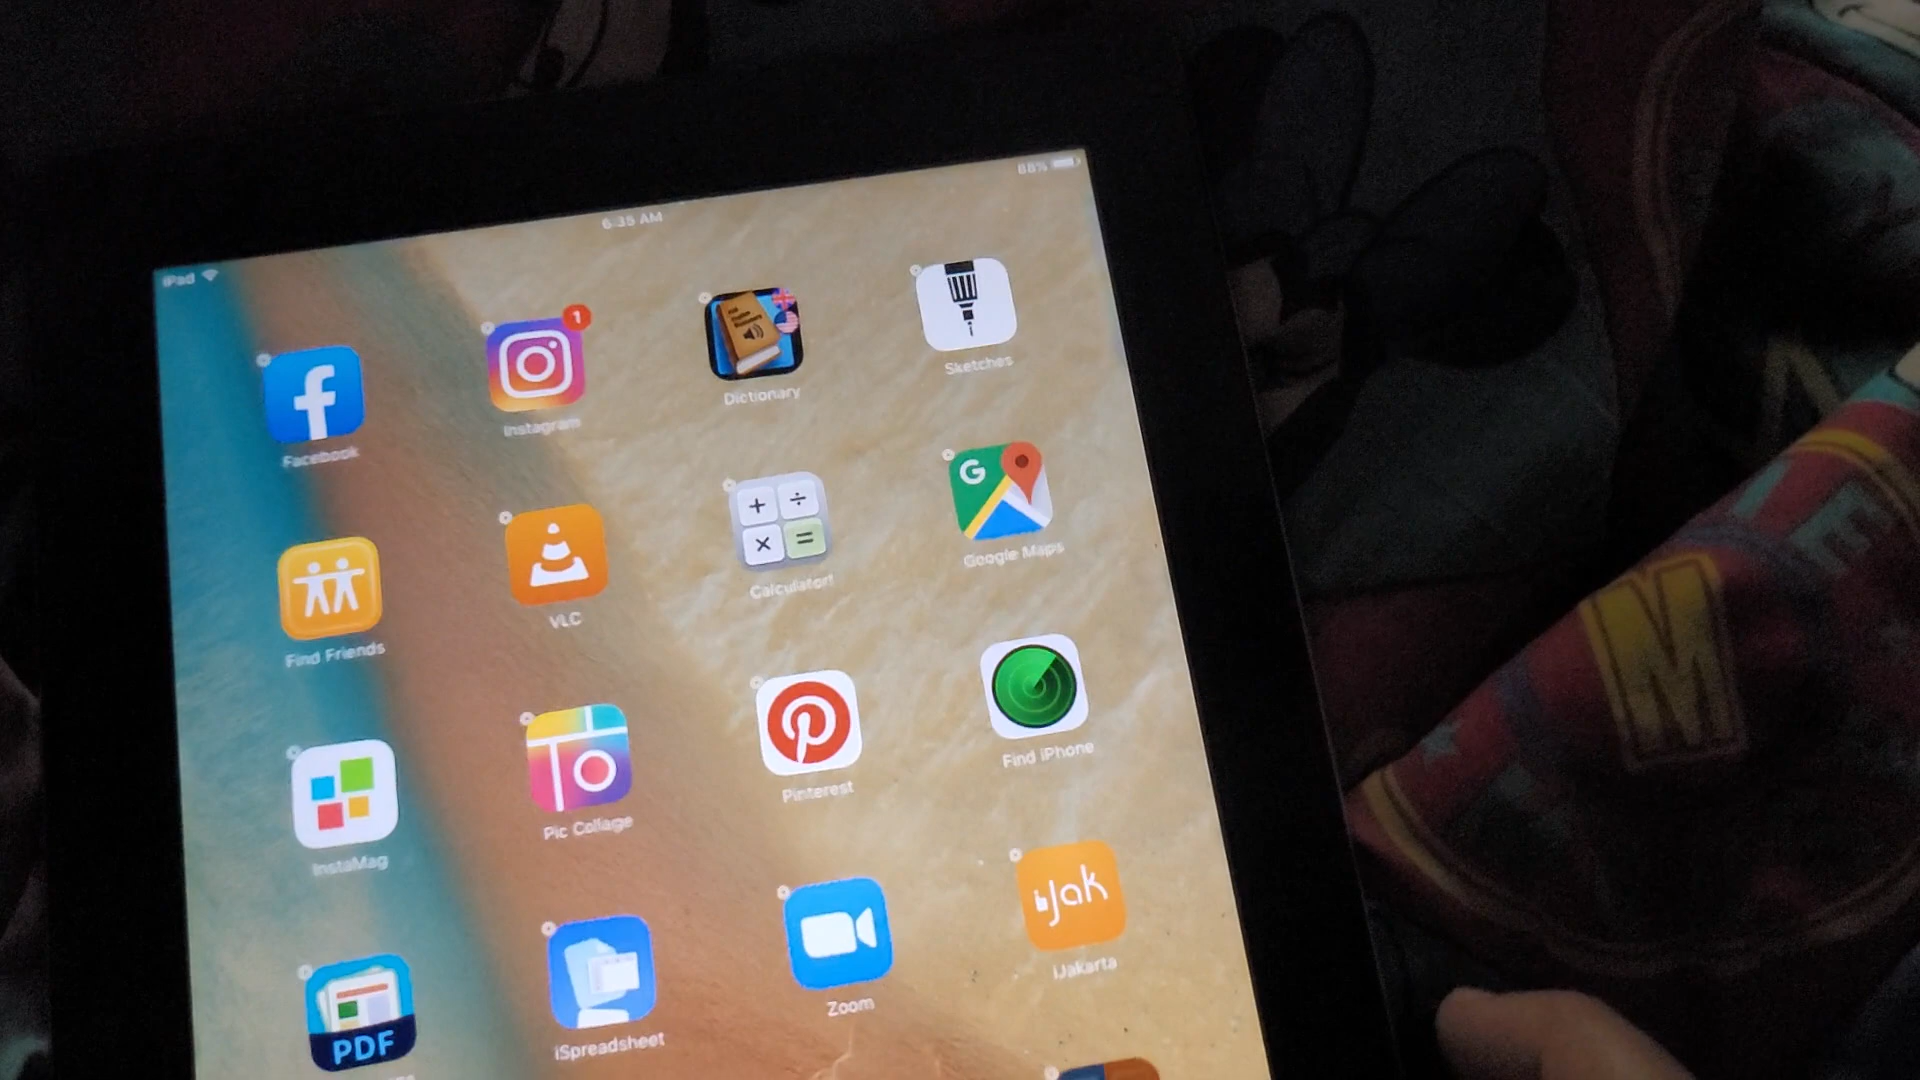 iPad
6:35 AM
88%
1
Facebook
Instagram
Dictionary
Sketches
Find Friends
VLC
+ ÷
× =
Calculator!
G
Google Maps
InstaMag
Pic Collage
Pinterest
Find iPhone
PDF
iSpreadsheet
Zoom
iJak
iJakarta
M